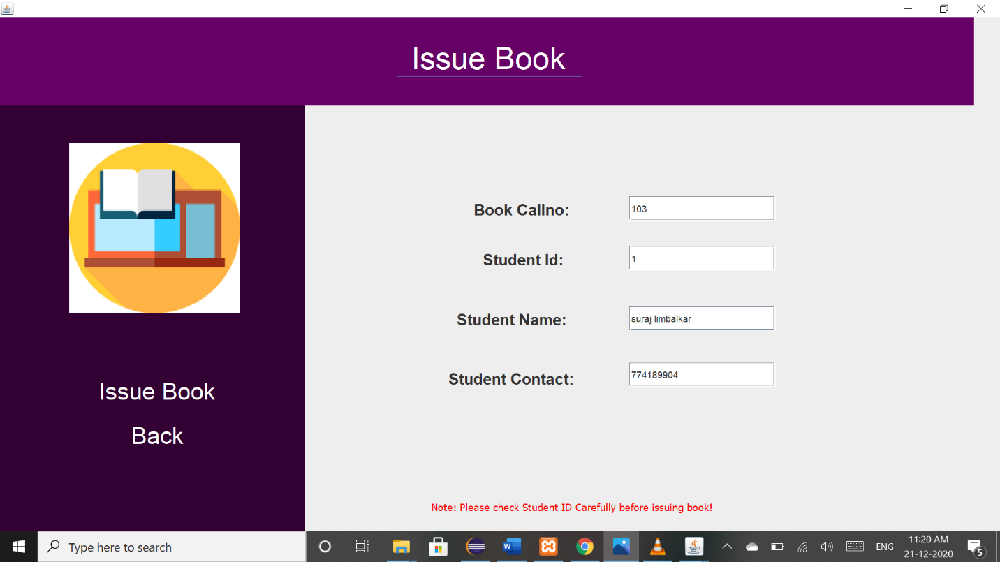 Issue Book
Book Callno: 103
Student Id: 1
Student Name: suraj limbalkar
Student Contact: 774189904
Issue Book
Back
Note: Please check Student ID Carefully before issuing book!
Type here to search
ENG
11:20 AM
21-12-2020
5